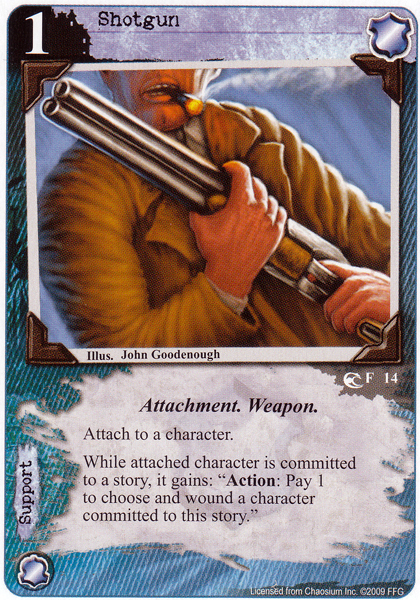 1
Shotgun
Illus. John Goodenough
F 14
Attachment. Weapon.
Attach to a character.
While attached character is committed
to a story, it gains: “Action: Pay 1
to choose and wound a character
committed to this story.”
Support
Licensed from Chaosium Inc. ©2009 FFG